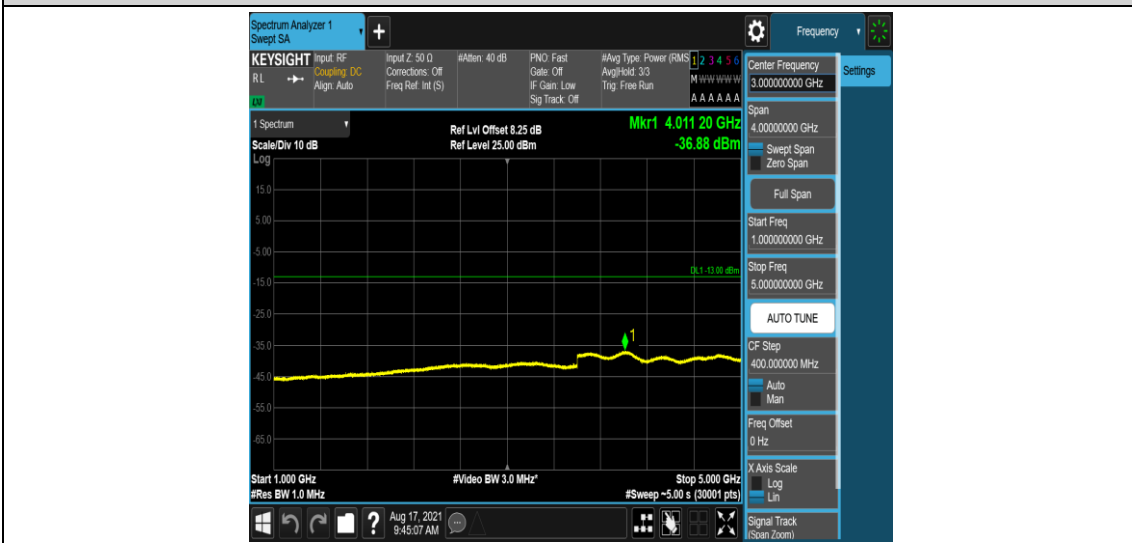 Spectrum Analyzer 1
Swept SA
+
Frequency
KEYSIGHT
RL
LXI
Input: RF
Coupling: DC
Align: Auto
Input Z: 50 Ω
Corrections: Off
Freq Ref: Int (S)
#Atten: 40 dB
PNO: Fast
Gate: Off
IF Gain: Low
Sig Track: Off
#Avg Type: Power (RMS
Avg|Hold: 3/3
Trig: Free Run
1 2 3 4 5 6
M W W W W W
A A A A A A
1 Spectrum
Scale/Div 10 dB
Log
Ref Lvl Offset 8.25 dB
Ref Level 25.00 dBm
Mkr1 4.011 20 GHz
-36.88 dBm
15.0
5.00
-5.00
-15.0
-25.0
-35.0
-45.0
-55.0
-65.0
DL1 -13.00 dBm
1
Start 1.000 GHz
#Res BW 1.0 MHz
#Video BW 3.0 MHz*
Stop 5.000 GHz
#Sweep ~5.00 s (30001 pts)
Center Frequency
3.000000000 GHz
Settings
Span
4.00000000 GHz
Swept Span
Zero Span
Full Span
Start Freq
1.000000000 GHz
Stop Freq
5.000000000 GHz
AUTO TUNE
CF Step
400.000000 MHz
Auto
Man
Freq Offset
0 Hz
X Axis Scale
Log
Lin
Signal Track
(Span Zoom)
?
Aug 17, 2021
9:45:07 AM